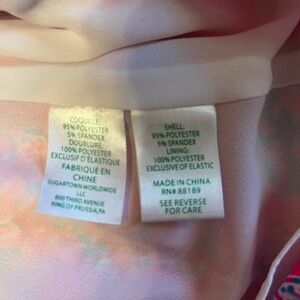 COQUILLE:
95% POLYESTER
5% SPANDEX
DOUBLURE:
100% POLYESTER
EXCLUSIF D'ELASTIQUE
FABRIQUE EN
CHINE
SUGARTOWN WORLDWIDE
LLC
800 THIRD AVENUE
KING OF PRUSSIA, PA
SHELL:
95% POLYESTER
5% SPANDEX
LINING:
100% POLYESTER
EXCLUSIVE OF ELASTIC
MADE IN CHINA
RN# 88189
SEE REVERSE
FOR CARE